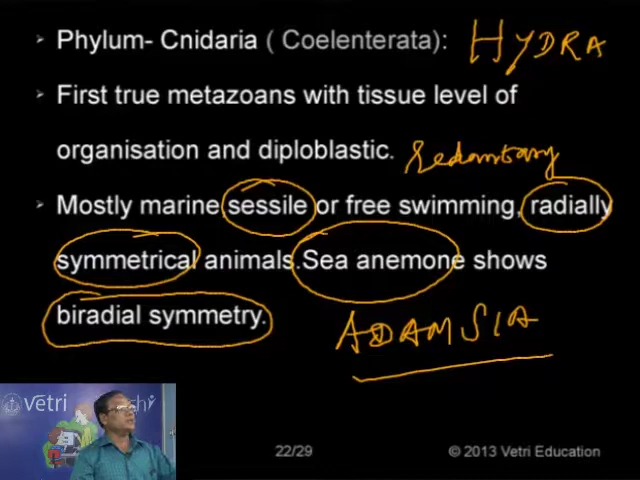 Phylum- Cnidaria ( Coelenterata): HYDRA
First true metazoans with tissue level of
organisation and diploblastic. Sedantary
Mostly marine sessile or free swimming, radially
symmetrical animals.Sea anemone shows
biradial symmetry.
ADAMSIA
Vetri
22/29
© 2013 Vetri Education